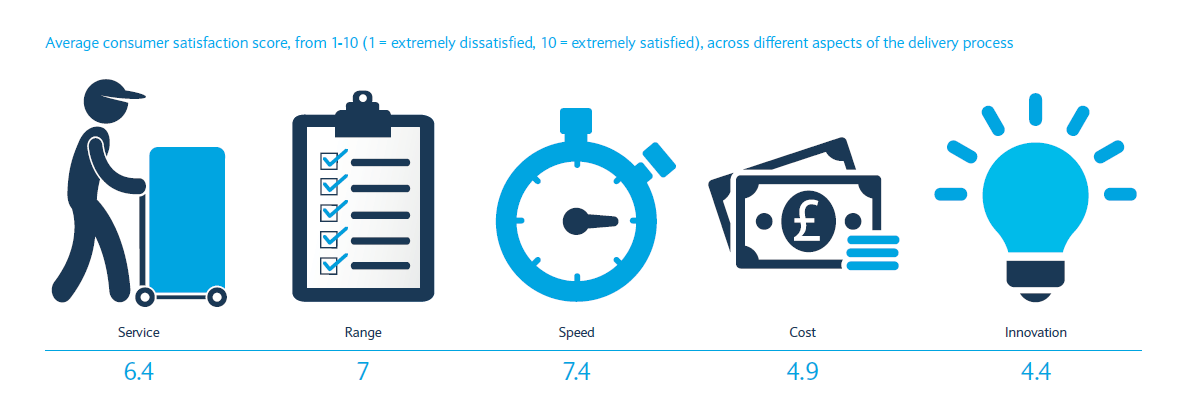 Average consumer satisfaction score, from 1-10 (1 = extremely dissatisfied, 10 = extremely satisfied), across different aspects of the delivery process
£
Service Range Speed Cost Innovation
6.4 7 7.4 4.9 4.4